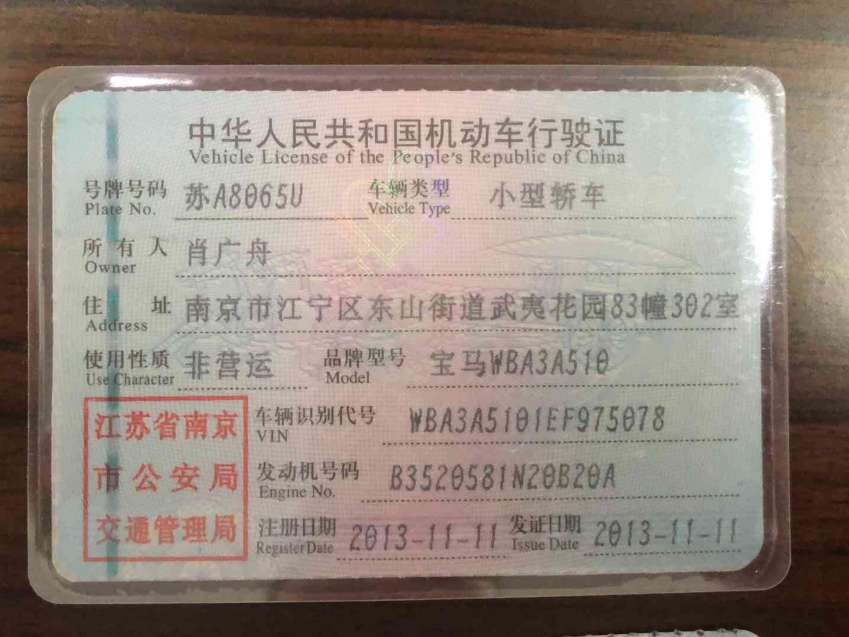 中华人民共和国机动车行驶证
Vehicle License of the People's Republic of China
号牌号码 苏A8065U 车辆类型 小型轿车
Plate No. Vehicle Type
所有人 肖广舟
Owner
住址 南京市江宁区东山街道武夷花园83幢302室
Address
使用性质 非营运 品牌型号 宝马WBA3A510
Use Character Model
江苏省南京
市公安局
交通管理局
车辆识别代号 WBA3A5101EF975078
VIN
发动机号码 B3520581N20B20A
Engine No.
注册日期 2013-11-11 发证日期 2013-11-11
Register Date Issue Date